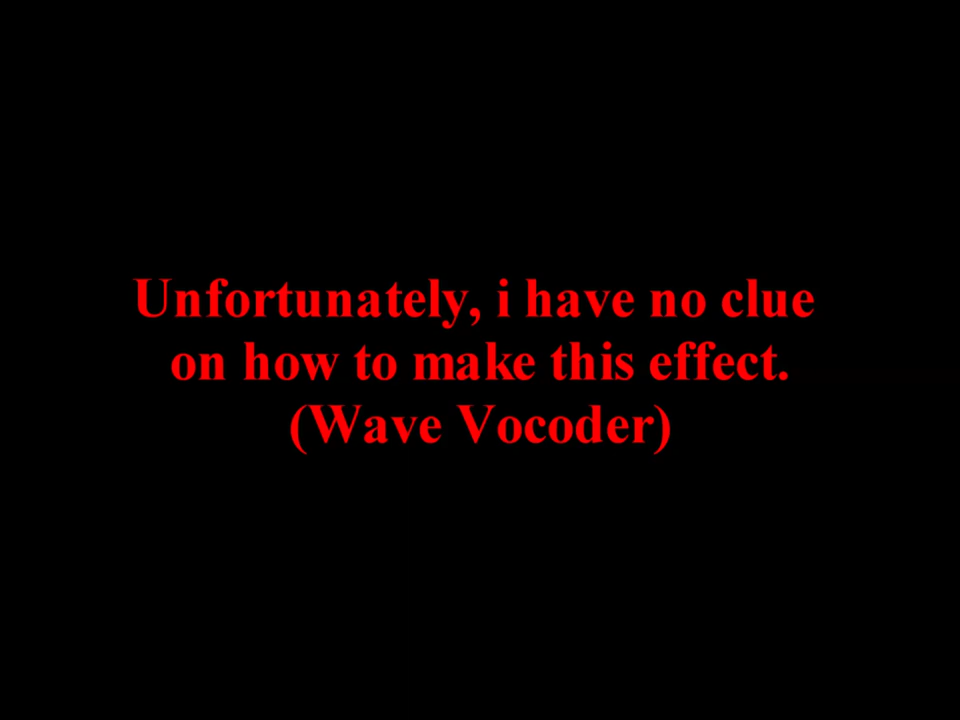 Unfortunately, i have no clue
on how to make this effect.
(Wave Vocoder)